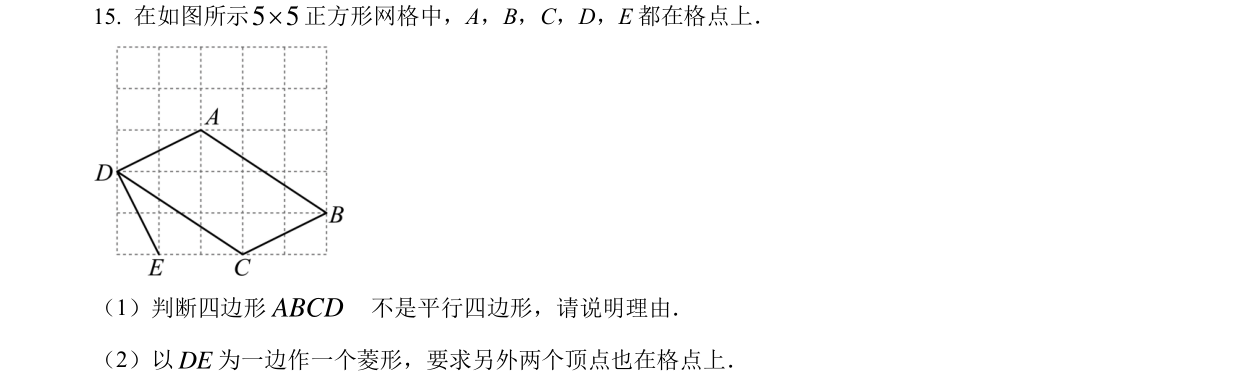 15. 在如图所示5×5正方形网格中，A，B，C，D，E都在格点上．
A
D
B
E
C
（1）判断四边形ABCD 不是平行四边形，请说明理由．
（2）以DE为一边作一个菱形，要求另外两个顶点也在格点上．